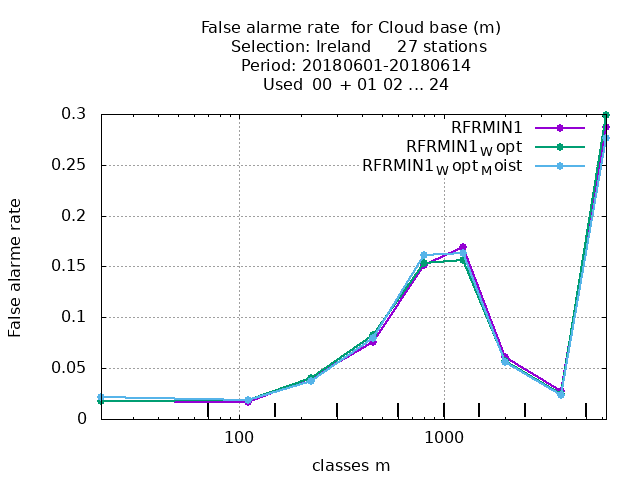 False alarme rate  for Cloud base (m)
Selection: Ireland     27 stations
Period: 20180601-20180614
Used  00 + 01 02 ... 24
RFRMIN1
RFRMIN1Wopt
RFRMIN1WoptMoist
0.3
0.25
0.2
0.15
0.1
0.05
0
False alarme rate
100
1000
classes m